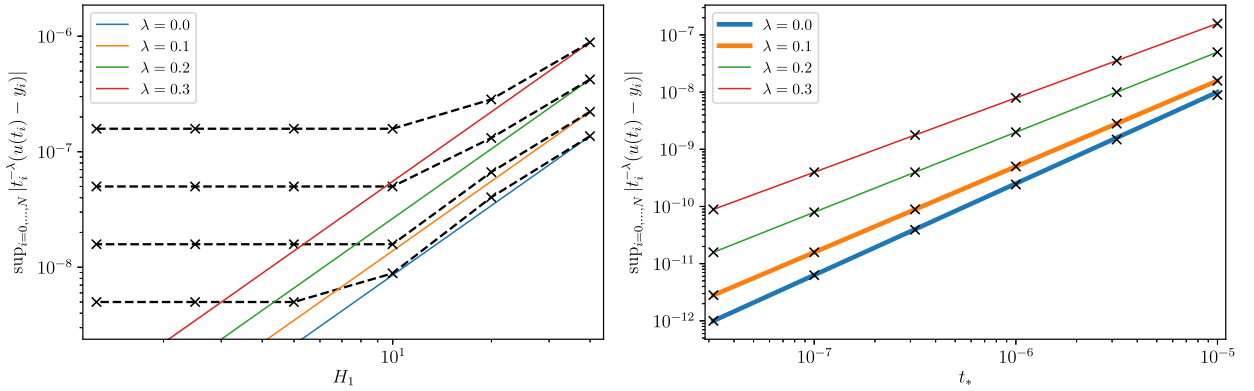 sup_{i=0,...,N} |t_i^{-λ}(u(t_i) − y_i)|
10^{-6}
10^{-7}
10^{-8}
λ = 0.0
λ = 0.1
λ = 0.2
λ = 0.3
10^1
H_1
sup_{i=0,...,N} |t_i^{-λ}(u(t_i) − y_i)|
10^{-7}
10^{-8}
10^{-9}
10^{-10}
10^{-11}
10^{-12}
λ = 0.0
λ = 0.1
λ = 0.2
λ = 0.3
10^{-7}
10^{-6}
10^{-5}
t_*